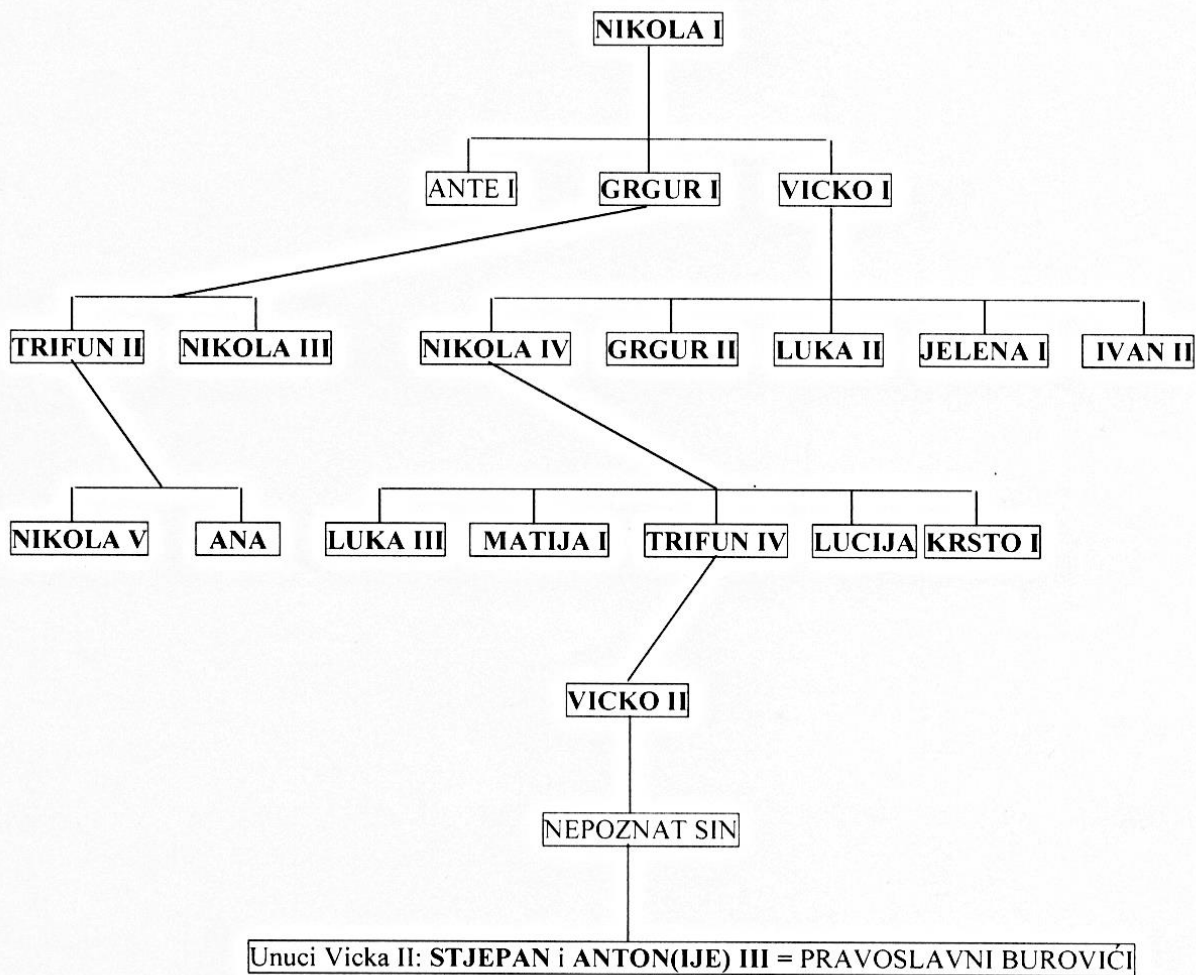 NIKOLA I
ANTE I GRGUR I VICKO I
TRIFUN II NIKOLA III NIKOLA IV GRGUR II LUKA II JELENA I IVAN II
NIKOLA V ANA LUKA III MATIJA I TRIFUN IV LUCIJA KRSTO I
VICKO II
NEPOZNAT SIN
Unuci Vicka II: STJEPAN i ANTON(IJE) III = PRAVOSLAVNI BUROVIĆI